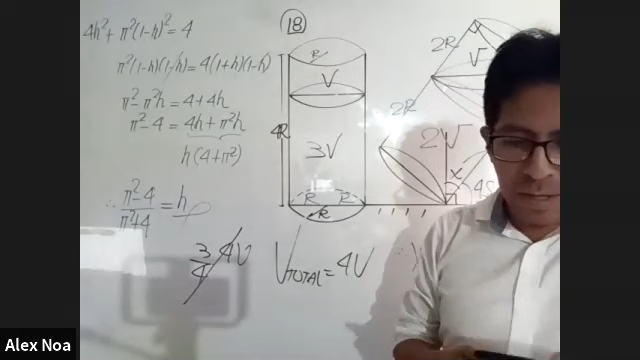 4h² + π²(1-h)² = 4
π²(1-h)(1-h) = 4(1+h)(1-h)
π² - π²h = 4 + 4h
π² - 4 = 4h + π²h
h(4+π²)
∴ π²-4 / π²+4 = h
3/4 4V
18
R
V
4R
3V
R R
R
V TOTAL = 4V
2R
V
2R
2V
x
Alex Noa